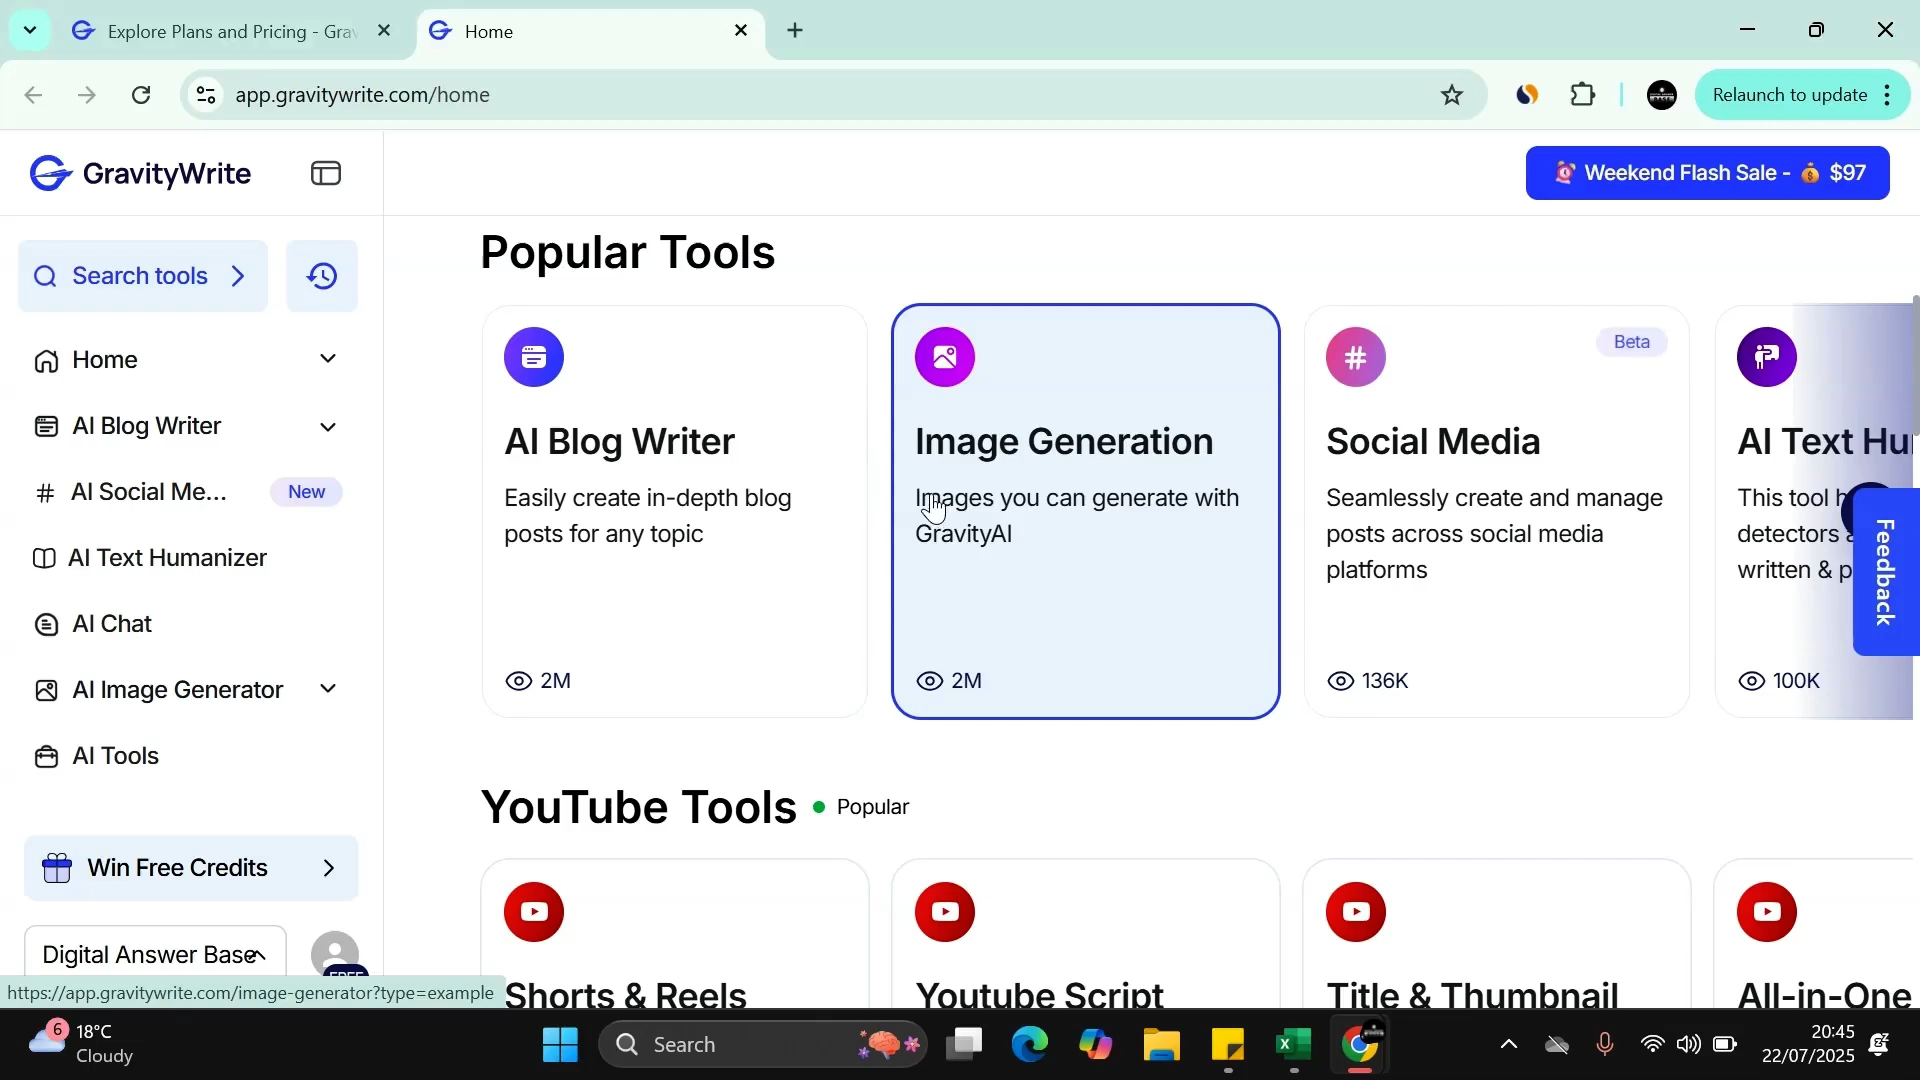 Explore Plans and Pricing - Gra
Home
app.gravitywrite.com/home
Relaunch to update
GravityWrite
Weekend Flash Sale - 💰 $97
Search tools
Home
AI Blog Writer
AI Social Me...
New
AI Text Humanizer
AI Chat
AI Image Generator
AI Tools
Win Free Credits
Digital Answer Base
FREE
https://app.gravitywrite.com/image-generator?type=example
Popular Tools
AI Blog Writer
Easily create in-depth blog
posts for any topic
2M
Image Generation
Images you can generate with
GravityAI
2M
Beta
Social Media
Seamlessly create and manage
posts across social media
platforms
136K
AI Text Hu
This tool h
detectors
written & p
100K
Feedback
YouTube Tools
Popular
Shorts & Reels
Youtube Script
Title & Thumbnail
All-in-One
6
18°C
Cloudy
Search
20:45
22/07/2025